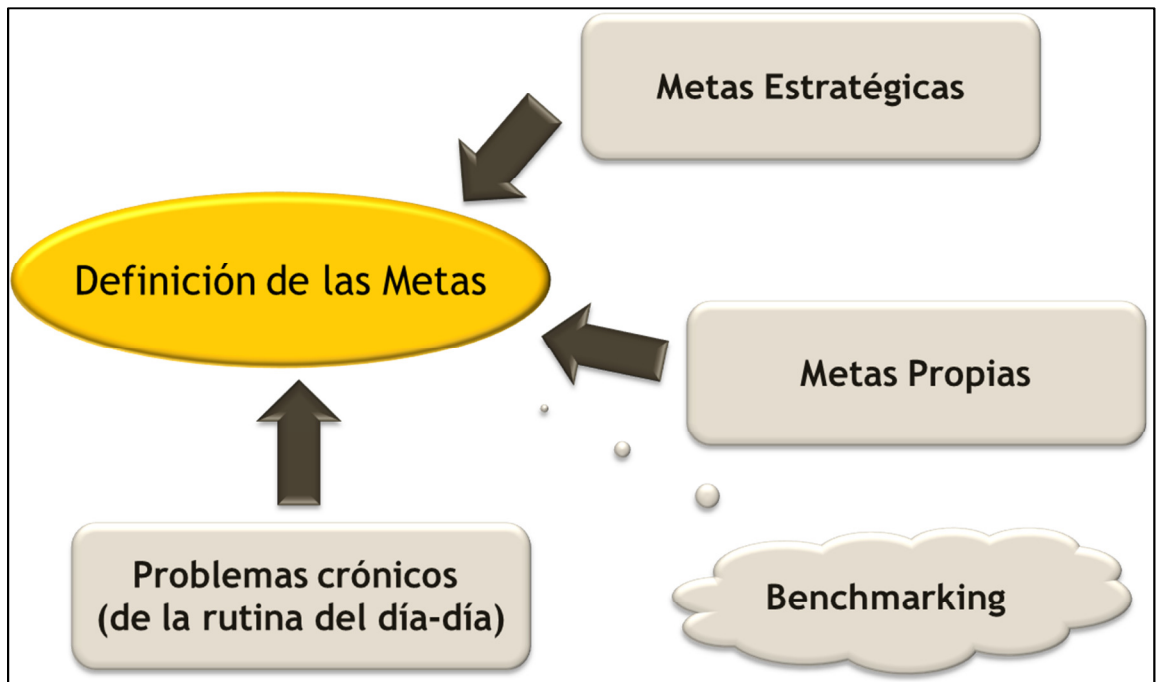 Metas Estratégicas
Definición de las Metas
Metas Propias
Problemas crónicos
(de la rutina del día-día)
Benchmarking